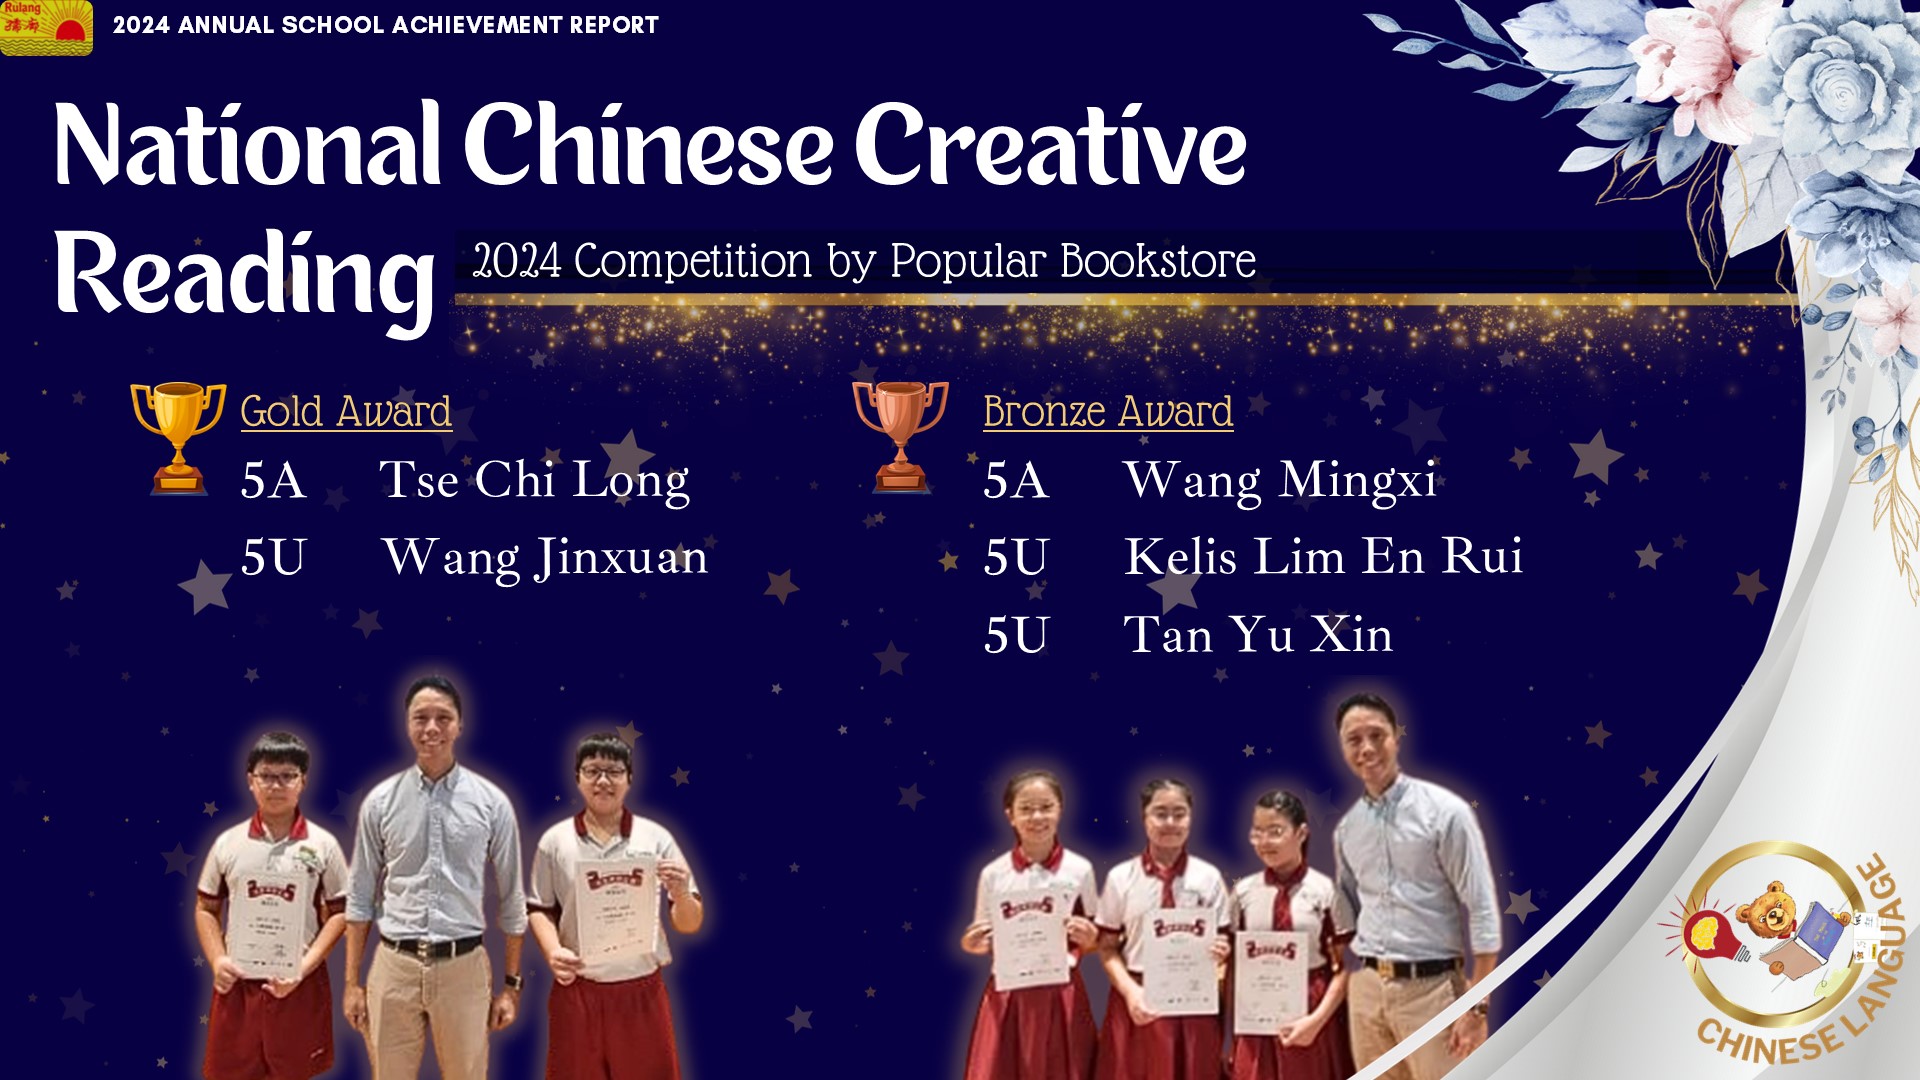 Rulang
2024 ANNUAL SCHOOL ACHIEVEMENT REPORT
National Chinese Creative
Reading
2024 Competition by Popular Bookstore
Gold Award
5A Tse Chi Long
5U Wang Jinxuan
Bronze Award
5A Wang Mingxi
5U Kelis Lim En Rui
5U Tan Yu Xin
CHINESE LANGUAGE